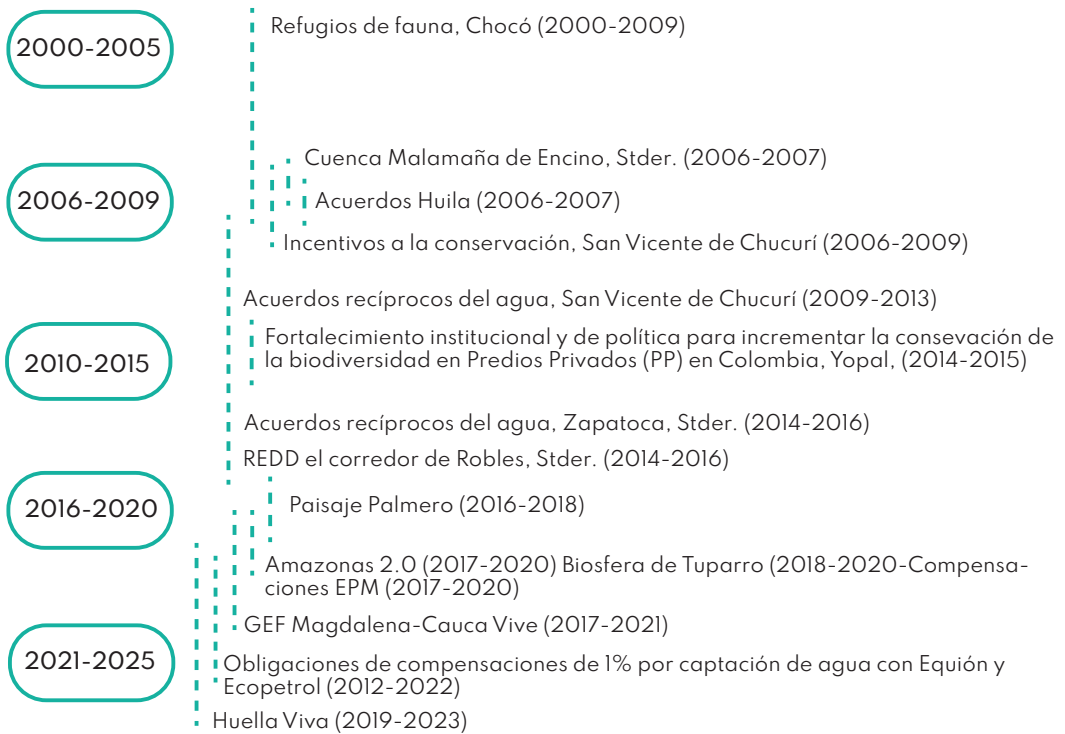 2000-2005
Refugios de fauna, Chocó (2000-2009)
Cuenca Malamaña de Encino, Stder. (2006-2007)
2006-2009
Acuerdos Huila (2006-2007)
Incentivos a la conservación, San Vicente de Chucurí (2006-2009)
Acuerdos recíprocos del agua, San Vicente de Chucurí (2009-2013)
2010-2015
Fortalecimiento institucional y de política para incrementar la consevación de
la biodiversidad en Predios Privados (PP) en Colombia, Yopal, (2014-2015)
Acuerdos recíprocos del agua, Zapatoca, Stder. (2014-2016)
REDD el corredor de Robles, Stder. (2014-2016)
2016-2020
Paisaje Palmero (2016-2018)
Amazonas 2.0 (2017-2020) Biosfera de Tuparro (2018-2020-Compensa-
ciones EPM (2017-2020)
GEF Magdalena-Cauca Vive (2017-2021)
2021-2025
Obligaciones de compensaciones de 1% por captación de agua con Equión y
Ecopetrol (2012-2022)
Huella Viva (2019-2023)